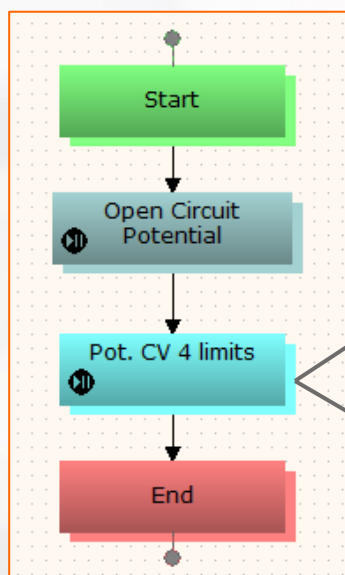 Start
Open Circuit
Potential
Pot. CV 4 limits
End